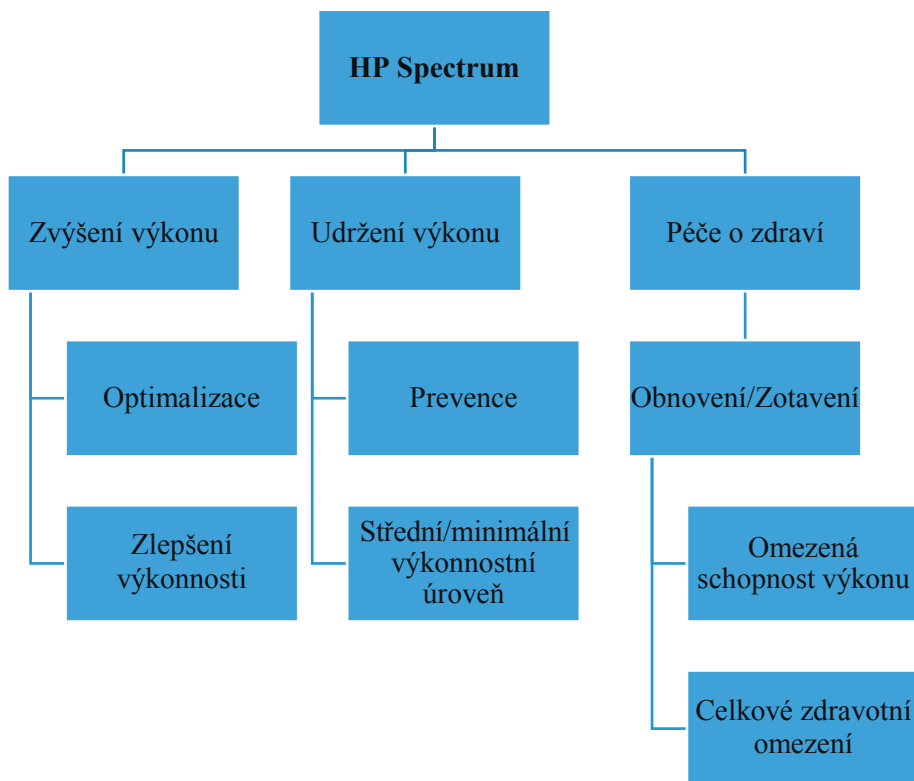 HP Spectrum
Zvýšení výkonu
Udržení výkonu
Péče o zdraví
Optimalizace
Prevence
Obnovení/Zotavení
Zlepšení
výkonnosti
Střední/minimální
výkonnostní
úroveň
Omezená
schopnost výkonu
Celkové zdravotní
omezení